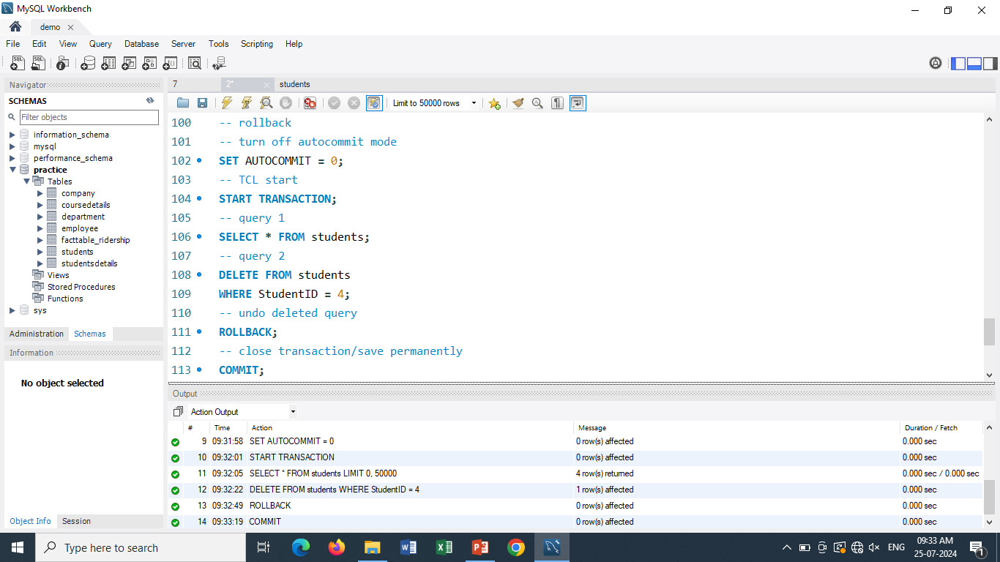 MySQL Workbench
demo
File Edit View Query Database Server Tools Scripting Help
Navigator
SCHEMAS
Filter objects
information_schema
mysql
performance_schema
practice
Tables
company
coursedetails
department
employee
facttable_ridership
students
studentsdetails
Views
Stored Procedures
Functions
sys
Administration Schemas
Information
No object selected
Object Info Session
7 2* students
Limit to 50000 rows
100 -- rollback
101 -- turn off autocommit mode
102 SET AUTOCOMMIT = 0;
103 -- TCL start
104 START TRANSACTION;
105 -- query 1
106 SELECT * FROM students;
107 -- query 2
108 DELETE FROM students
109 WHERE StudentID = 4;
110 -- undo deleted query
111 ROLLBACK;
112 -- close transaction/save permanently
113 COMMIT;
Output
Action Output
# Time Action Message Duration / Fetch
9 09:31:58 SET AUTOCOMMIT = 0 0 row(s) affected 0.000 sec
10 09:32:01 START TRANSACTION 0 row(s) affected 0.000 sec
11 09:32:05 SELECT * FROM students LIMIT 0, 50000 4 row(s) returned 0.000 sec / 0.000 sec
12 09:32:22 DELETE FROM students WHERE StudentID = 4 1 row(s) affected 0.000 sec
13 09:32:49 ROLLBACK 0 row(s) affected 0.000 sec
14 09:33:19 COMMIT 0 row(s) affected 0.000 sec
Type here to search
ENG
09:33 AM
25-07-2024
1